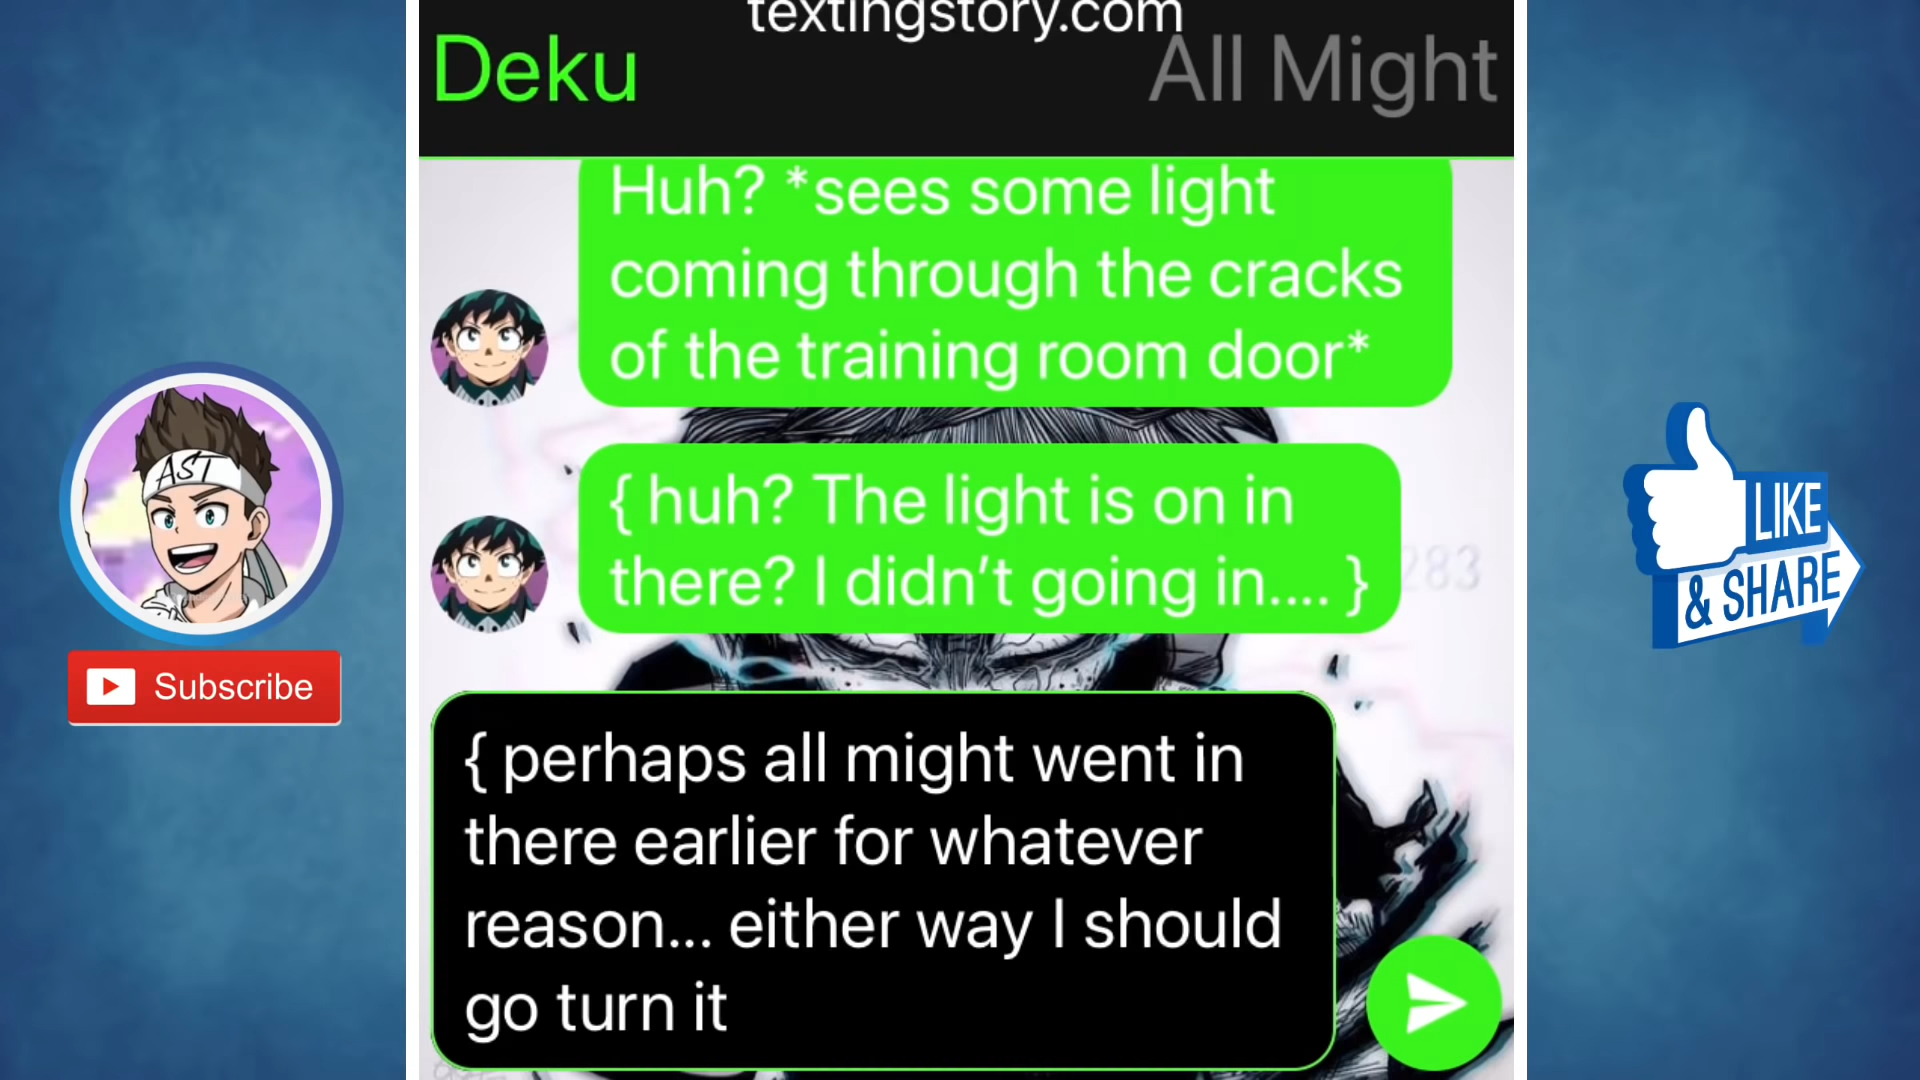 textingstory.com
Deku
All Might
Huh? *sees some light
coming through the cracks
of the training room door*
{ huh? The light is on in
there? I didn’t going in.... }
283
{ perhaps all might went in
there earlier for whatever
reason... either way I should
go turn it
AST
Subscribe
LIKE
& SHARE